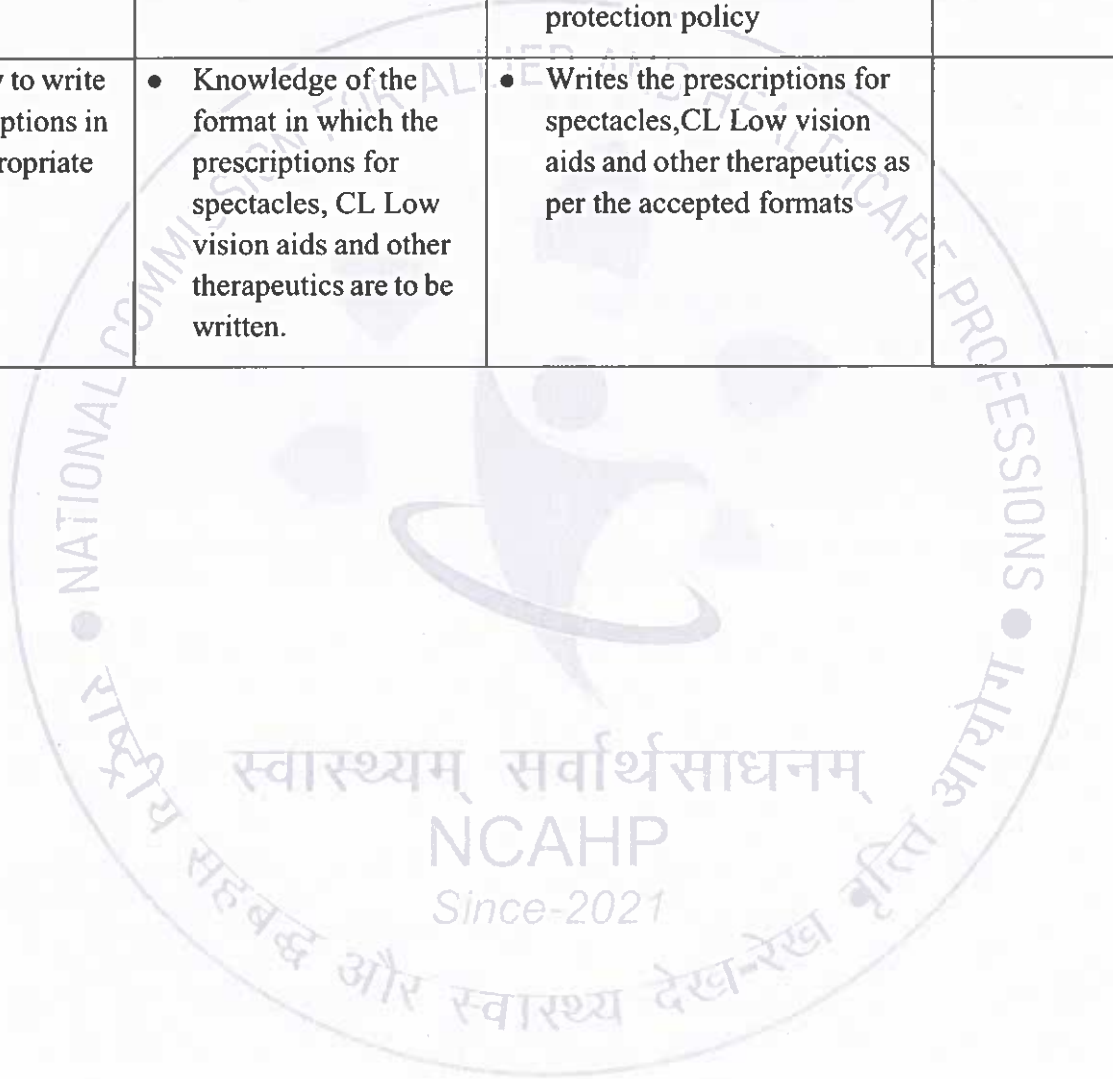 protection policy
to write
ptions in
ropriate
● Knowledge of the
format in which the
prescriptions for
spectacles, CL Low
vision aids and other
therapeutics are to be
written.
● Writes the prescriptions for
spectacles,CL Low vision
aids and other therapeutics as
per the accepted formats
● NATIONAL COMMISSION FOR ALLIED AND HEALTHCARE PROFESSIONS ●
स्वास्थ्यम् सर्वार्थसाधनम्
NCAHP
Since-2021
राष्ट्रीय सहबद्ध और स्वास्थ्य देख-रेख वृत्ति आयोग